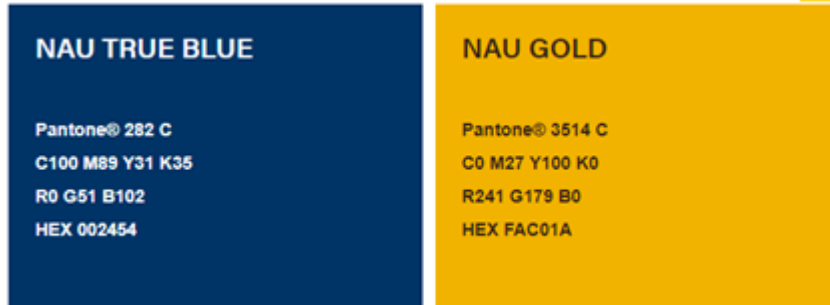 NAU TRUE BLUE
Pantone® 282 C
C100 M89 Y31 K35
R0 G51 B102
HEX 002454
NAU GOLD
Pantone® 3514 C
C0 M27 Y100 K0
R241 G179 B0
HEX FAC01A